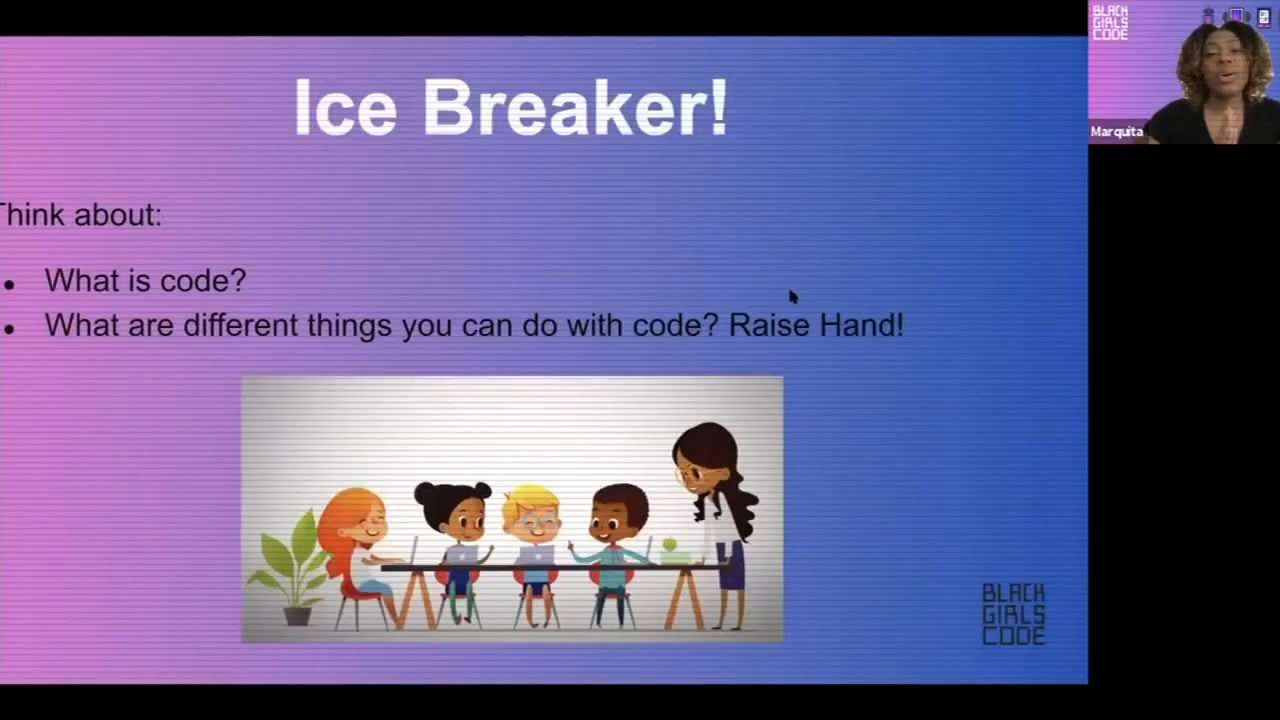 Ice Breaker!
Think about:
• What is code?
• What are different things you can do with code? Raise Hand!
BLACK
GIRLS
CODE
BLACK
GIRLS
CODE
Marquita